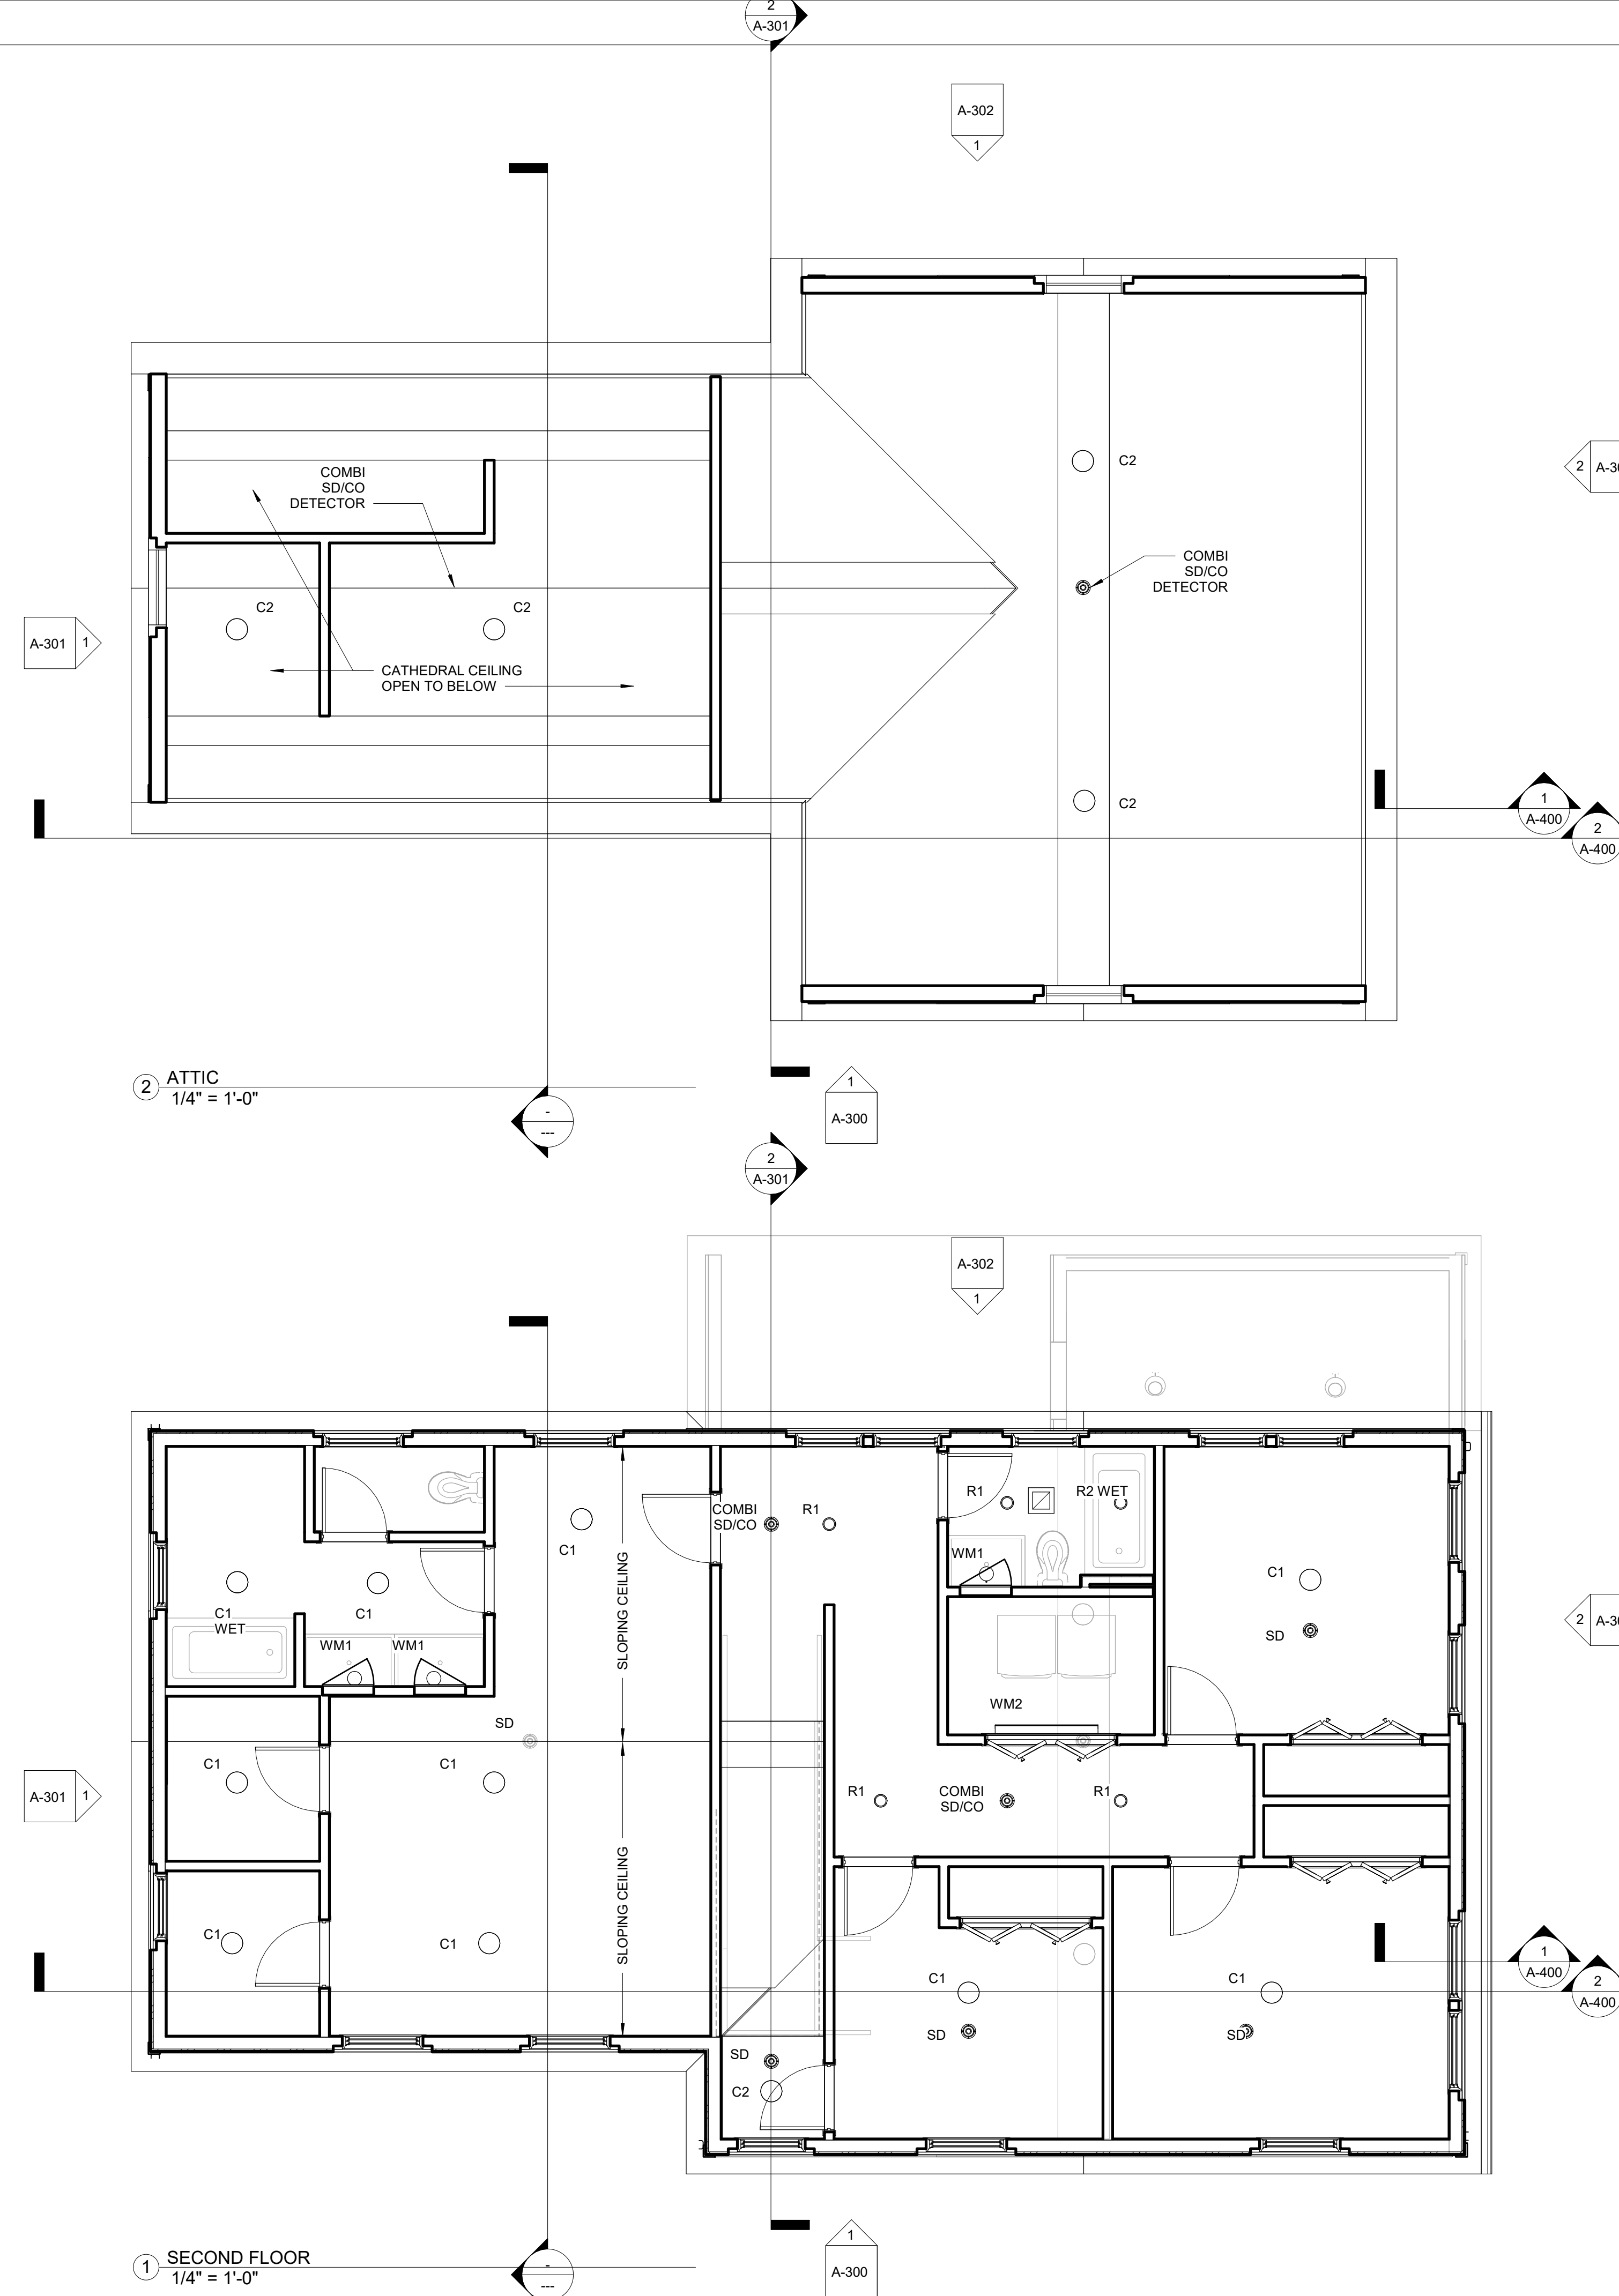 2
A-301
A-302
1
C2
COMBI
SD/CO
DETECTOR
2
COMBI
SD/CO
DETECTOR
C2
C2
A-301
1
CATHEDRAL CEILING
OPEN TO BELOW
C2
1
A-400
2
A-400
2
ATTIC
1/4" = 1'-0"
-
---
1
A-300
2
A-301
A-302
1
COMBI
SD/CO
R1
R1
R2 WET
C1
SLOPING CEILING
WM1
C1
C1
WET
C1
WM1
WM1
SD
2
WM2
SD
C1
C1
R1
COMBI
SD/CO
R1
A-301
1
SLOPING CEILING
C1
C1
C1
C1
1
A-400
2
A-400
SD
SD
SD
C2
1
SECOND FLOOR
1/4" = 1'-0"
-
---
1
A-300